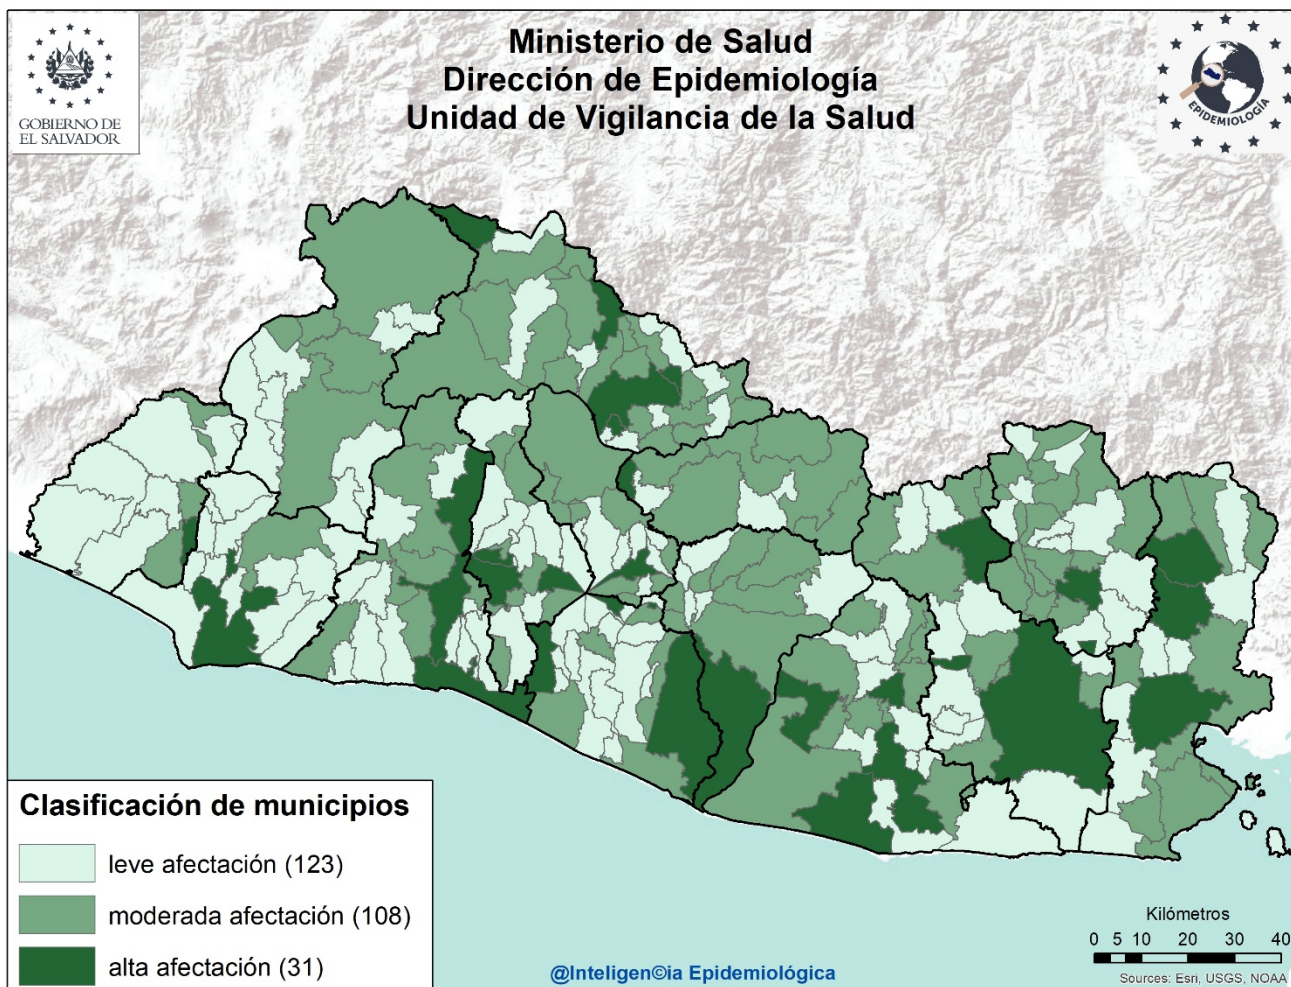 GOBIERNO DE
EL SALVADOR
Ministerio de Salud
Dirección de Epidemiología
Unidad de Vigilancia de la Salud
EPIDEMIOLOGÍA
Clasificación de municipios
leve afectación (123)
moderada afectación (108)
alta afectación (31)
@Inteligen©ia Epidemiológica
Kilómetros
0 5 10 20 30 40
Sources: Esri, USGS, NOAA